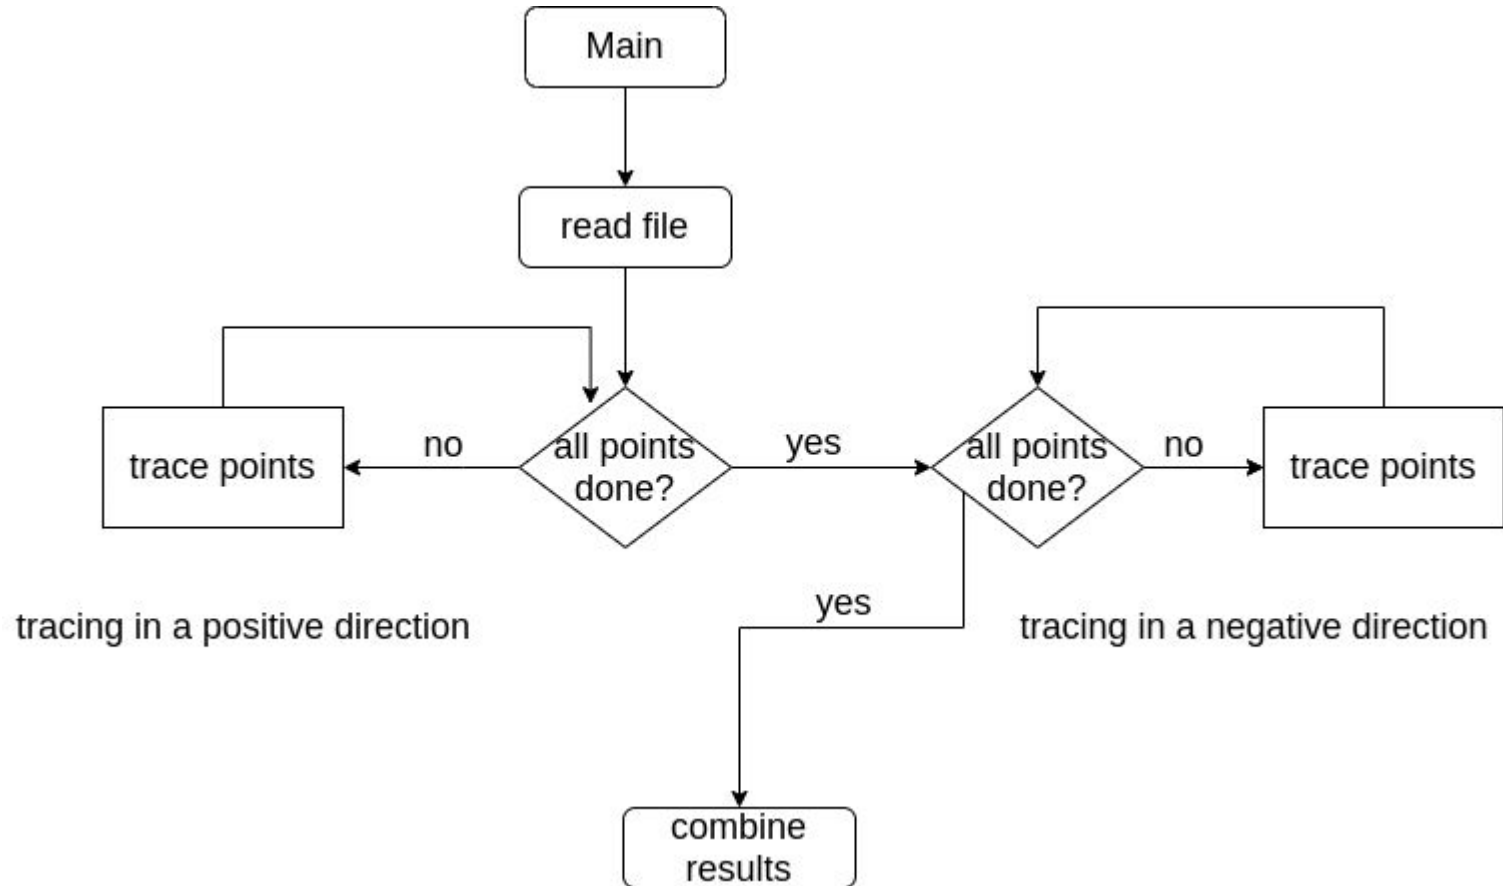 Main
read file
no
yes
no
trace points
all points
done?
all points
done?
trace points
yes
tracing in a positive direction
tracing in a negative direction
combine
results